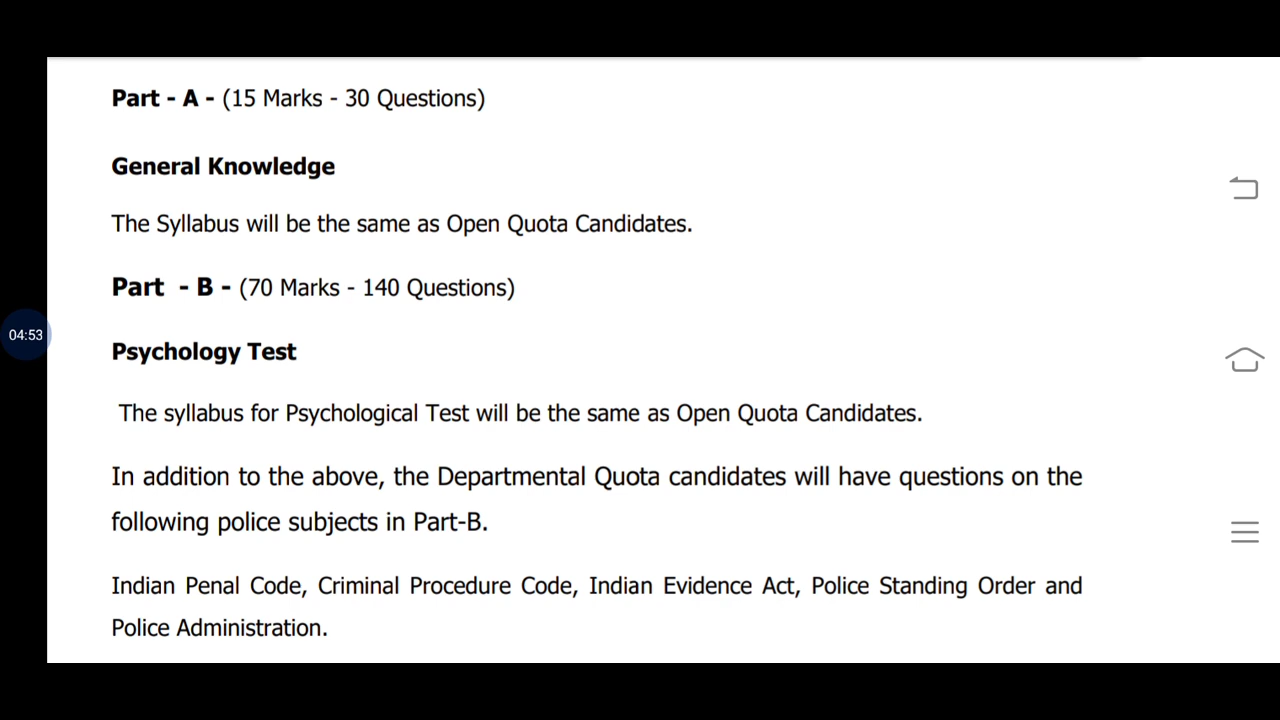 Part - A - (15 Marks - 30 Questions)
General Knowledge
The Syllabus will be the same as Open Quota Candidates.
Part - B - (70 Marks - 140 Questions)
04:53
Psychology Test
The syllabus for Psychological Test will be the same as Open Quota Candidates.
In addition to the above, the Departmental Quota candidates will have questions on the
following police subjects in Part-B.
Indian Penal Code, Criminal Procedure Code, Indian Evidence Act, Police Standing Order and
Police Administration.